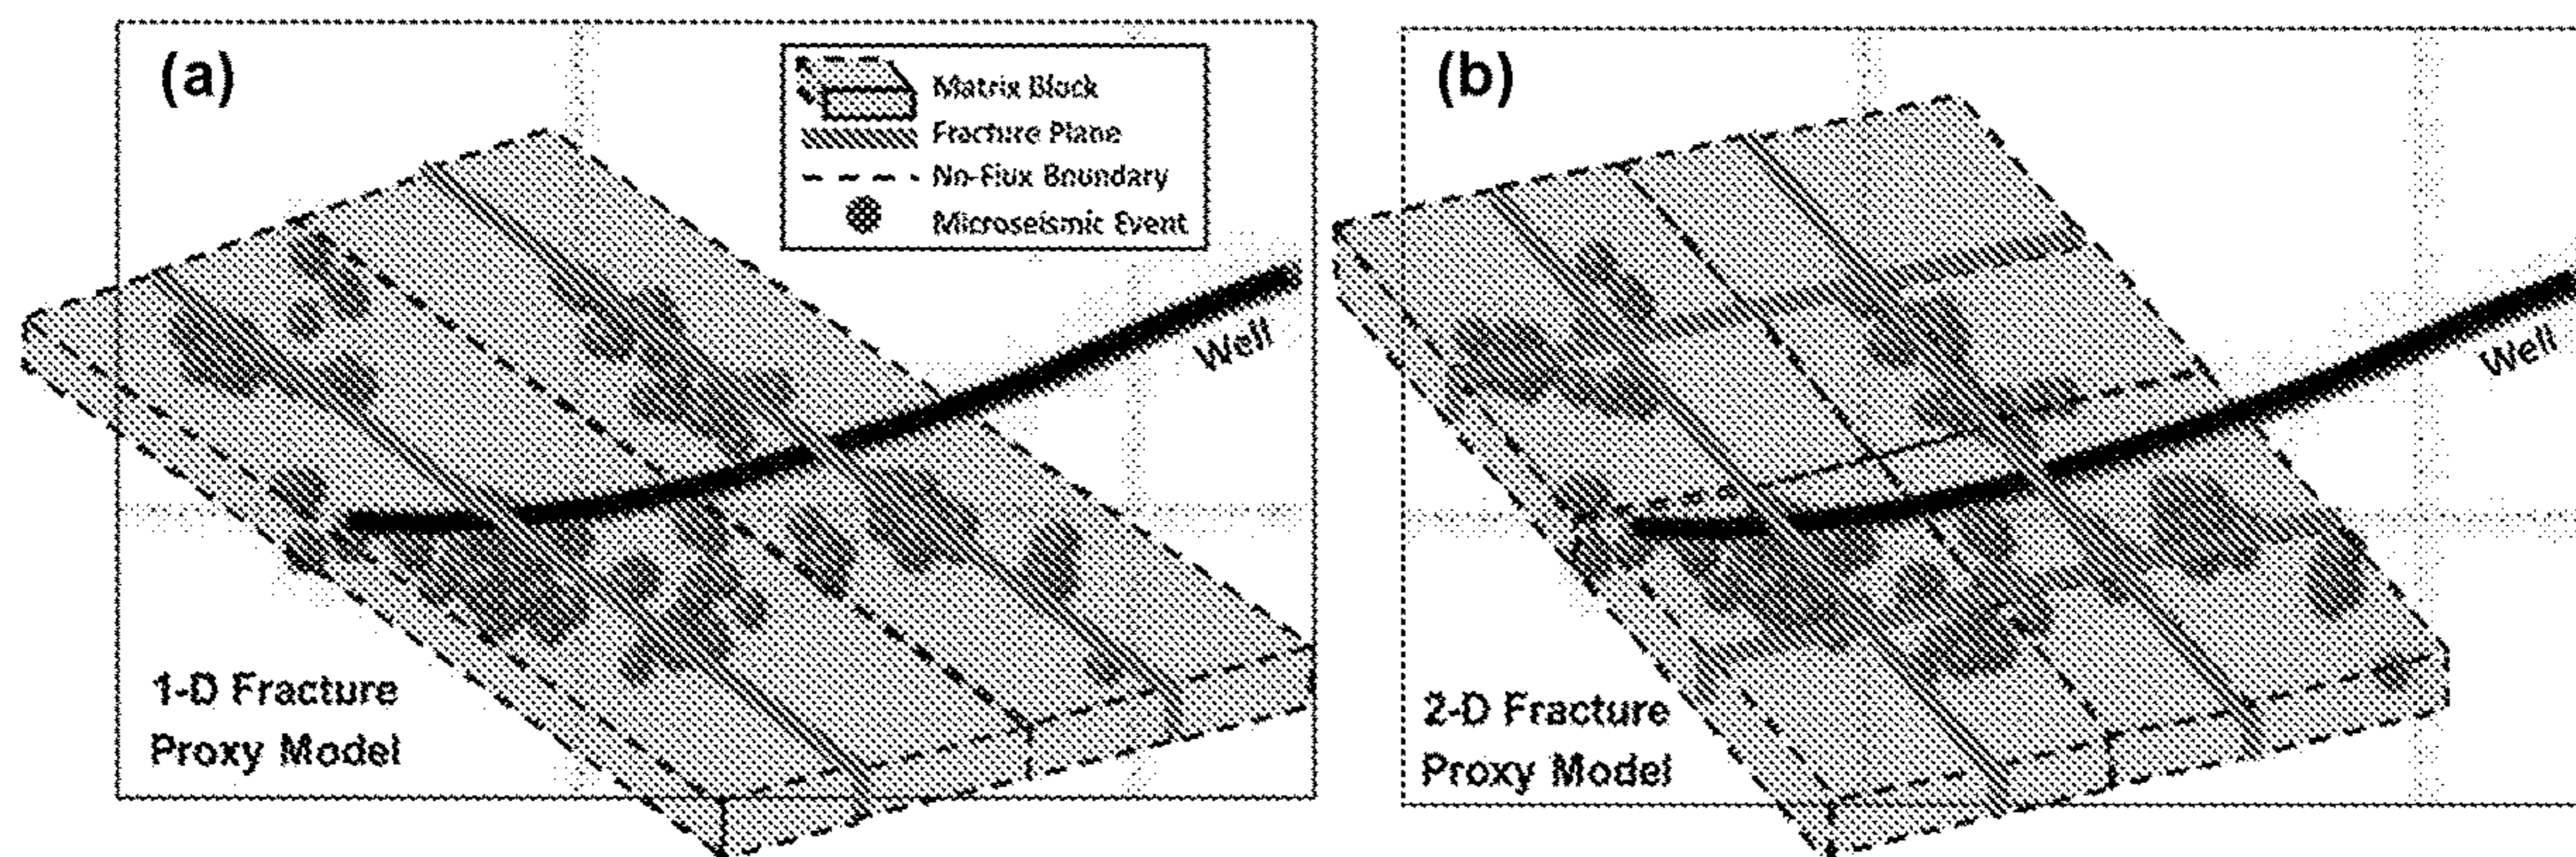 (a)
Matrix Block
Fracture Plane
No-Flux Boundary
Microseismic Event
Well
1-D Fracture
Proxy Model
(b)
Well
2-D Fracture
Proxy Model